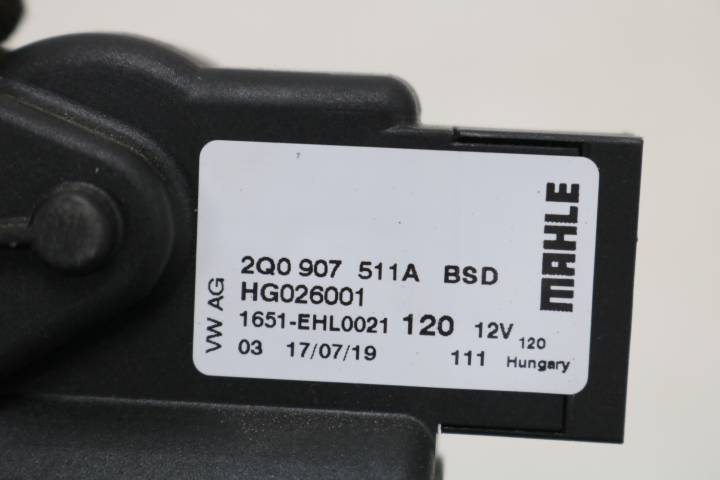 VW AG
2Q0 907 511A BSD
HG026001
1651-EHL0021 120 12V 120
03 17/07/19 111 Hungary
MAHLE